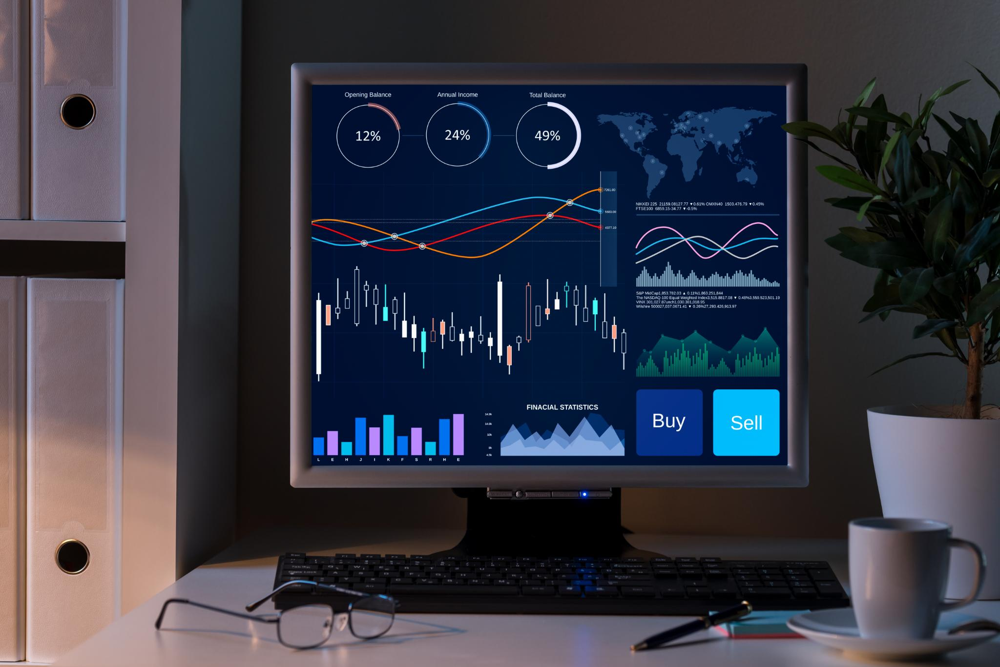 Opening Balance
Annual Income
Total Balance
12%
24%
49%
7261.00
5683.00
4377.10
NIKKEI 225 21159.08127.77 ▼0.61% OMXN40 1503.476.79 ▼0.45%
FTSE100 6859.15-34.77 ▼-0.5%
S&P MidCap1,853.782.03 ▲ 0.11%1,863.251,844
The NASDAQ-100 Equal Weighted Index3,515.8817.08 ▼ 0.48%3,559.523,501.19
VINX 301,027.87unch1,030.381,018.95
Wilshire 500027,037.0671.41 ▼ 0.26%27,293.426,913.97
L E H J I K F S R H E
FINACIAL STATISTICS
14.9k
14.9k
10k
8k
4.5k
Buy
Sell